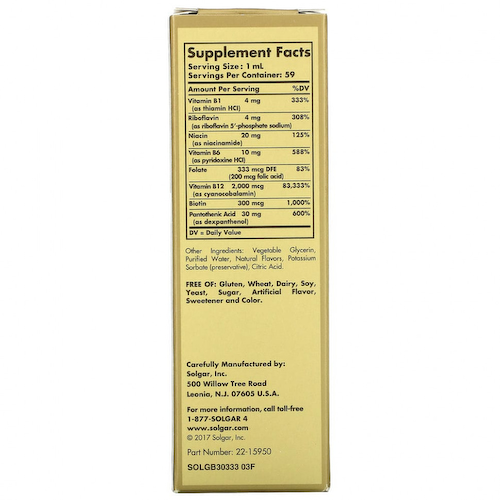 Supplement Facts
Serving Size : 1 mL
Servings Per Container: 59
Amount Per Serving %DV
Vitamin B1 4 mg 333%
(as thiamin HCl)
Riboflavin 4 mg 308%
(as riboflavin 5'-phosphate sodium)
Niacin 20 mg 125%
(as niacinamide)
Vitamin B6 10 mg 588%
(as pyridoxine HCl)
Folate 333 mcg DFE 83%
(200 mcg folic acid)
Vitamin B12 2,000 mcg 83,333%
(as cyanocobalamin)
Biotin 300 mcg 1,000%
Pantothenic Acid 30 mg 600%
(as dexpanthenol)
DV = Daily Value
Other Ingredients: Vegetable Glycerin,
Purified Water, Natural Flavors, Potassium
Sorbate (preservative), Citric Acid.
FREE OF: Gluten, Wheat, Dairy, Soy,
Yeast, Sugar, Artificial Flavor,
Sweetener and Color.
Carefully Manufactured by:
Solgar, Inc.
500 Willow Tree Road
Leonia, N.J. 07605 U.S.A.
For more information, call toll-free
1-877-SOLGAR 4
www.solgar.com
© 2017 Solgar, Inc.
Part Number: 22-15950
SOLGB30333 03F